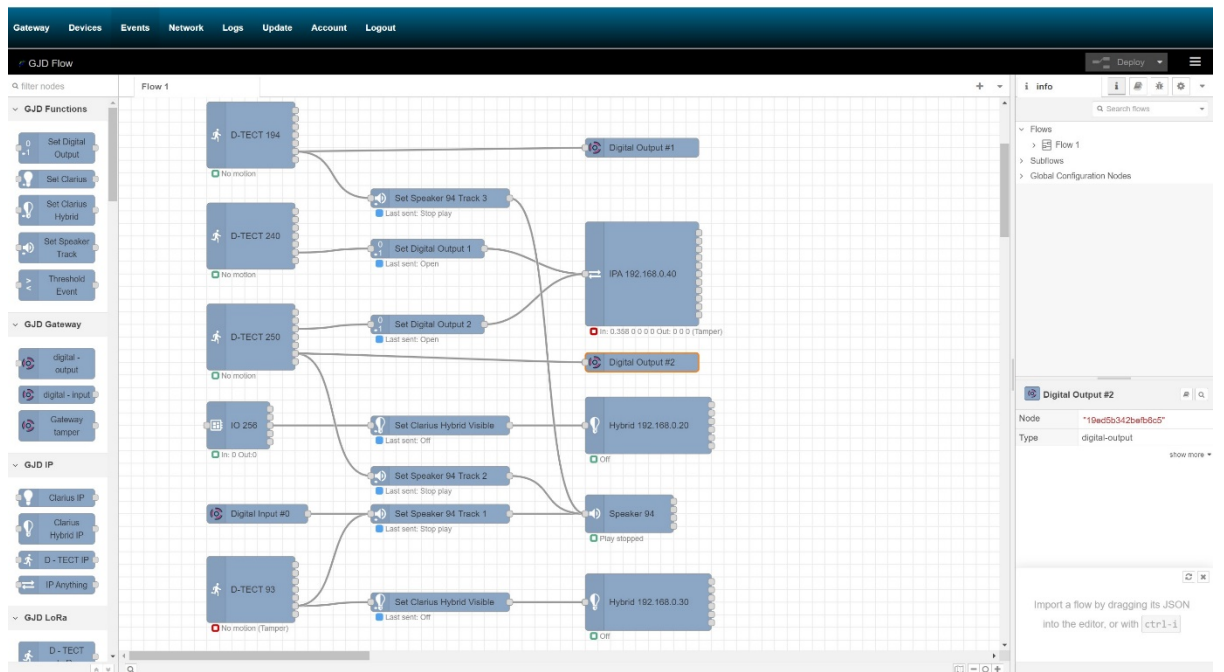 Gateway Devices Events Network Logs Update Account Logout
GJD Flow
Deploy
filter nodes
Flow 1
info
Search flows
GJD Functions
Set Digital
Output
Set Clarius
Set Clarius
Hybrid
Set Speaker
Track
Threshold
Event
GJD Gateway
digital -
output
digital - input
Gateway
tamper
GJD IP
Clarius IP
Clarius
Hybrid IP
D - TECT IP
IP Anything
GJD LoRa
D - TECT
D-TECT 194
No motion
Digital Output #1
Set Speaker 94 Track 3
Last sent: Stop play
D-TECT 240
No motion
Set Digital Output 1
Last sent: Open
IPA 192.168.0.40
In: 0.358 0 0 0 0 Out: 0 0 0 (Tamper)
D-TECT 250
No motion
Set Digital Output 2
Last sent: Open
Digital Output #2
IO 256
In: 0 Out:0
Set Clarius Hybrid Visible
Last sent: Off
Hybrid 192.168.0.20
Off
Set Speaker 94 Track 2
Last sent: Stop play
Digital Input #0
Set Speaker 94 Track 1
Last sent: Stop play
Speaker 94
Play stopped
D-TECT 93
No motion (Tamper)
Set Clarius Hybrid Visible
Last sent: Off
Hybrid 192.168.0.30
Off
Flows
Flow 1
Subflows
Global Configuration Nodes
Digital Output #2
Node "19ed5b342befb6c5"
Type digital-output
show more
Import a flow by dragging its JSON
into the editor, or with ctrl-i